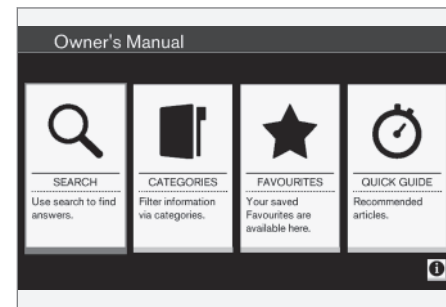 Owner's Manual
SEARCH
Use search to find
answers.
CATEGORIES
Filter information
via categories.
FAVOURITES
Your saved
Favourites are
available here.
QUICK GUIDE
Recommended
articles.
i